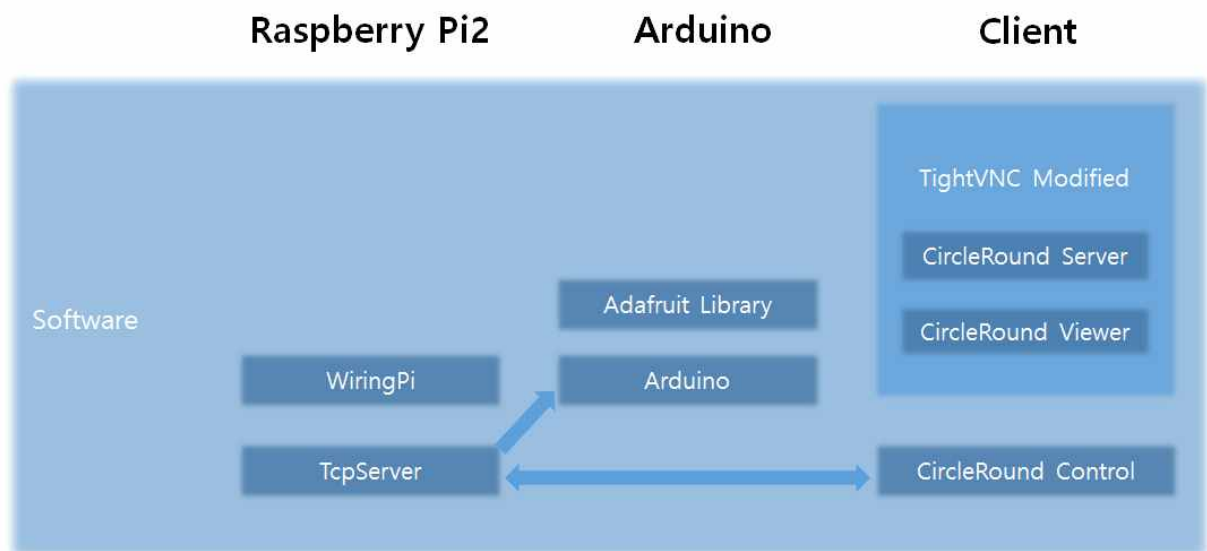 Raspberry Pi2 Arduino Client
TightVNC Modified
CircleRound Server
Adafruit Library
Software
CircleRound Viewer
WiringPi Arduino
TcpServer CircleRound Control